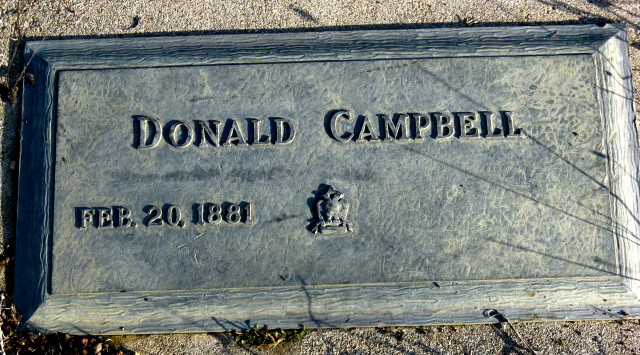 DONALD CAMPBELL
FEB. 20, 1881